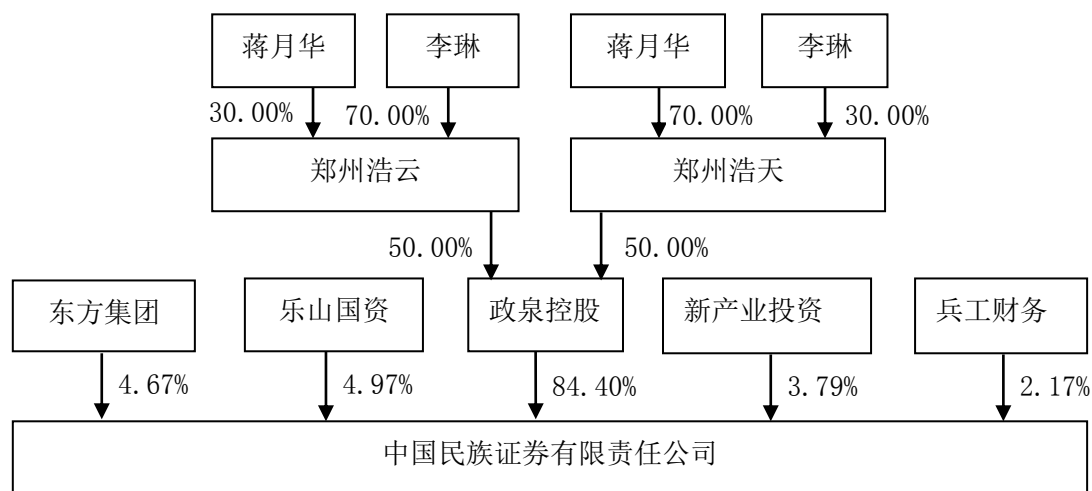 蒋月华 李琳 蒋月华 李琳
30.00% 70.00% 70.00% 30.00%
郑州浩云 郑州浩天
50.00% 50.00%
东方集团 乐山国资 政泉控股 新产业投资 兵工财务
4.67% 4.97% 84.40% 3.79% 2.17%
中国民族证券有限责任公司